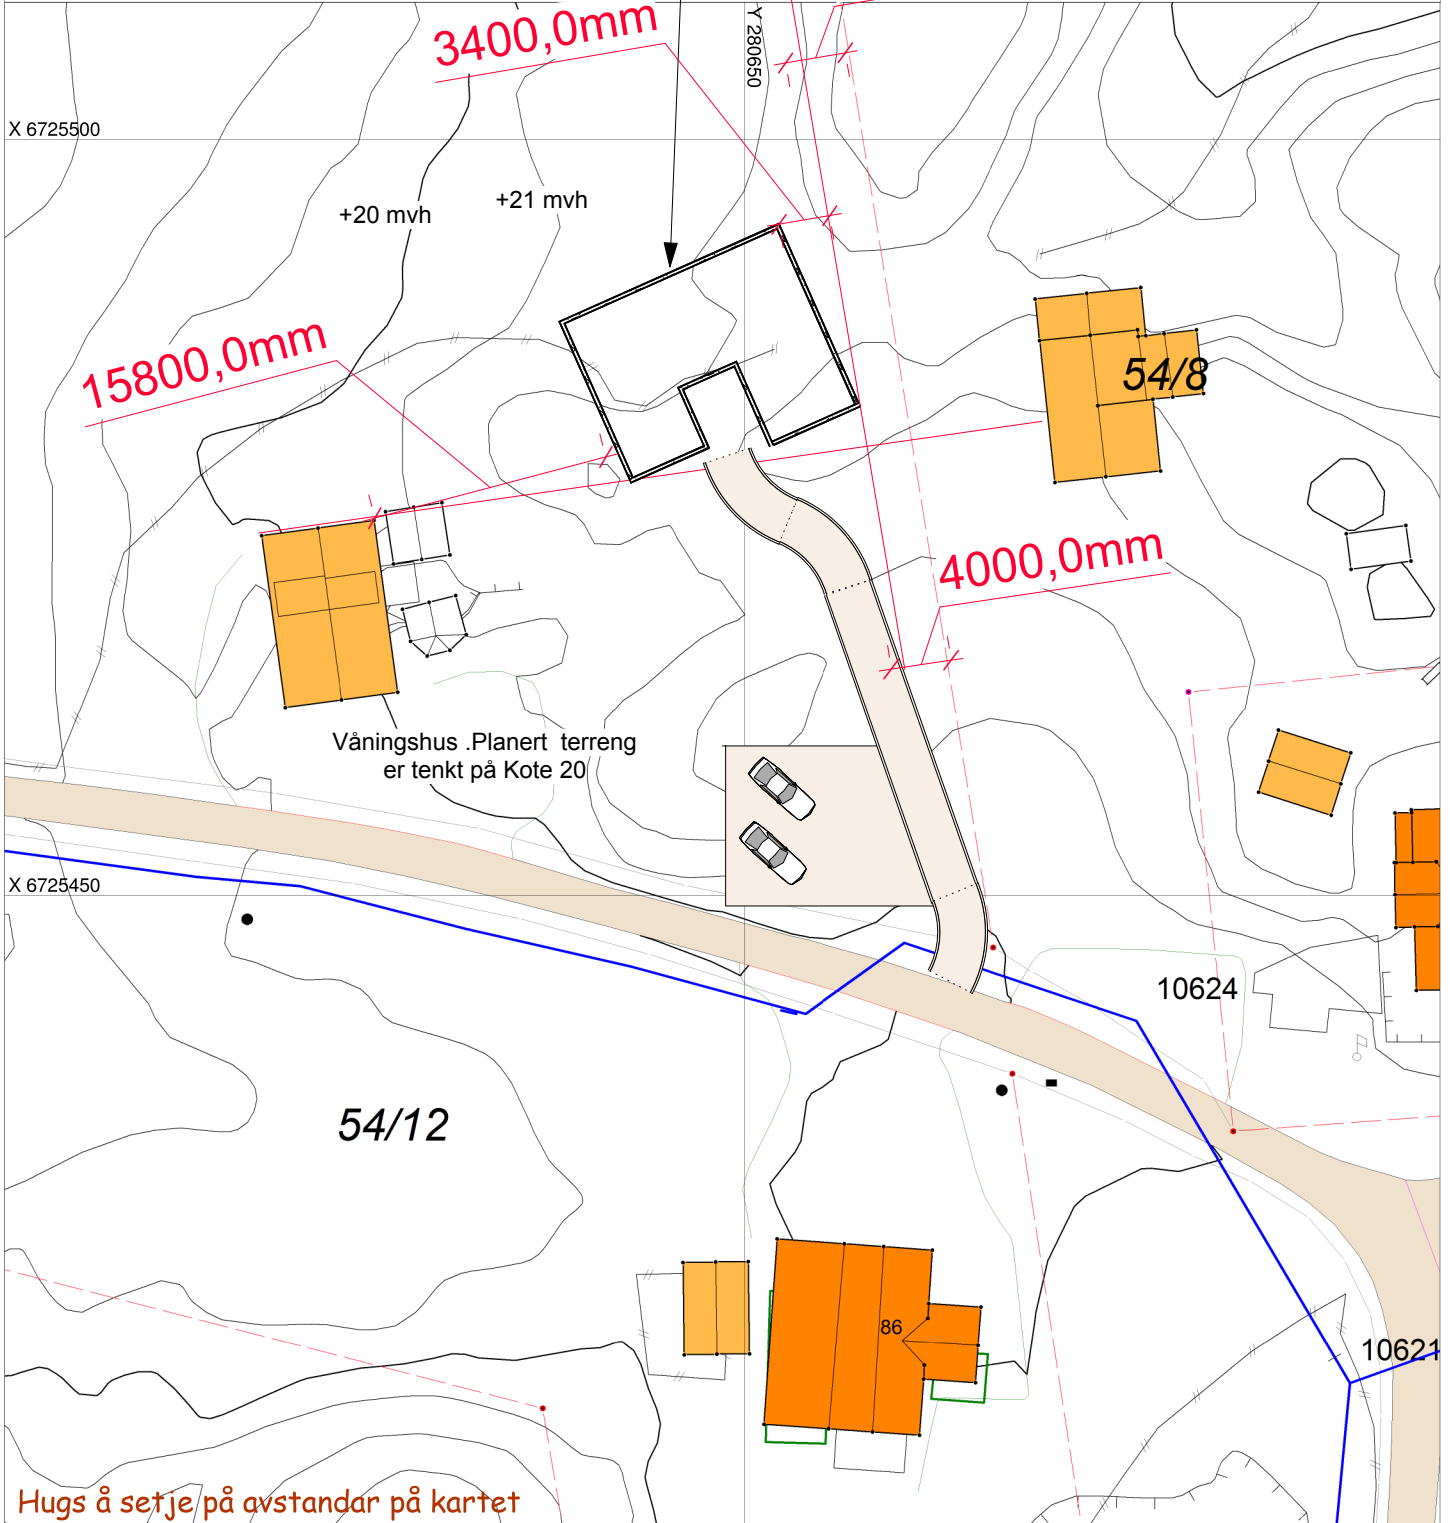 3400,0mm
Y 280650
X 6725500
+20 mvh
+21 mvh
15800,0mm
54/8
4000,0mm
Våningshus .Planert terreng
er tenkt på Kote 20
X 6725450
10624
54/12
86
10621
Hugs å setje på avstandar på kartet